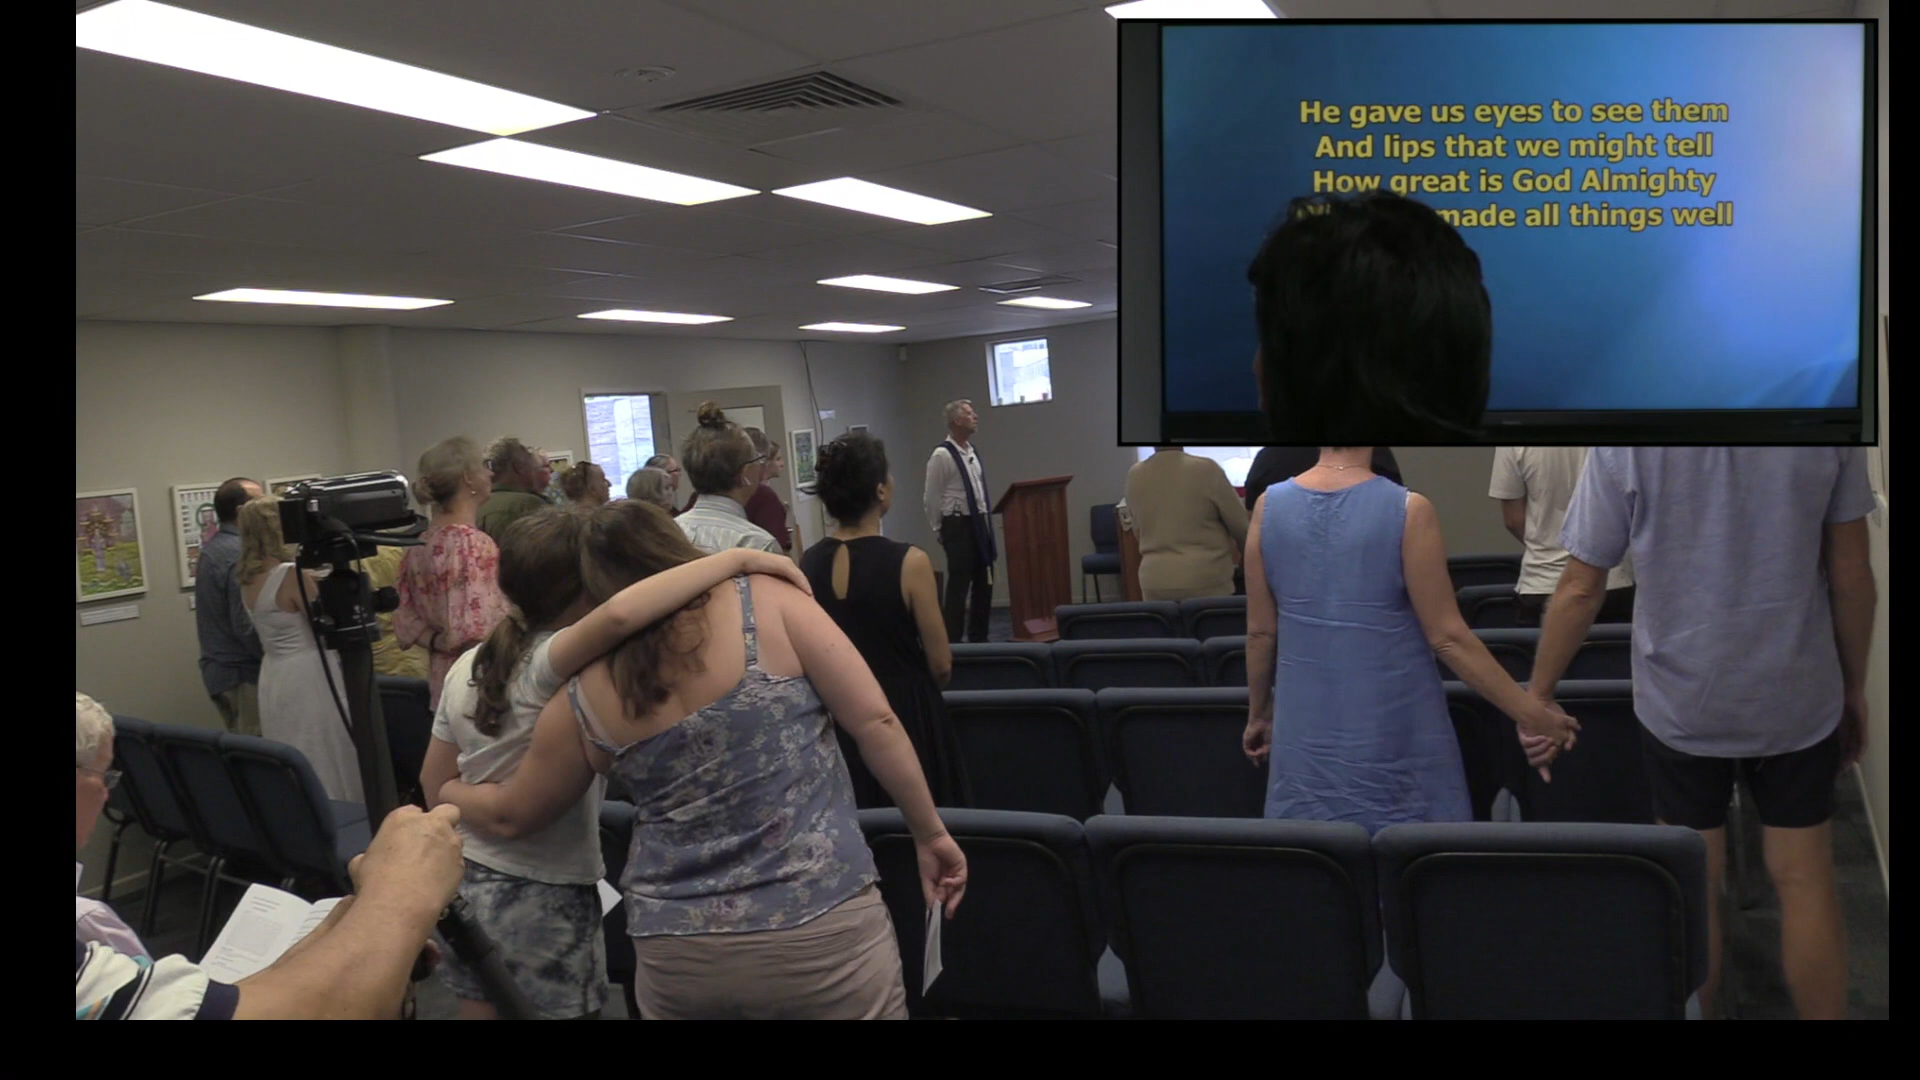 He gave us eyes to see them
And lips that we might tell
How great is God Almighty
made all things well